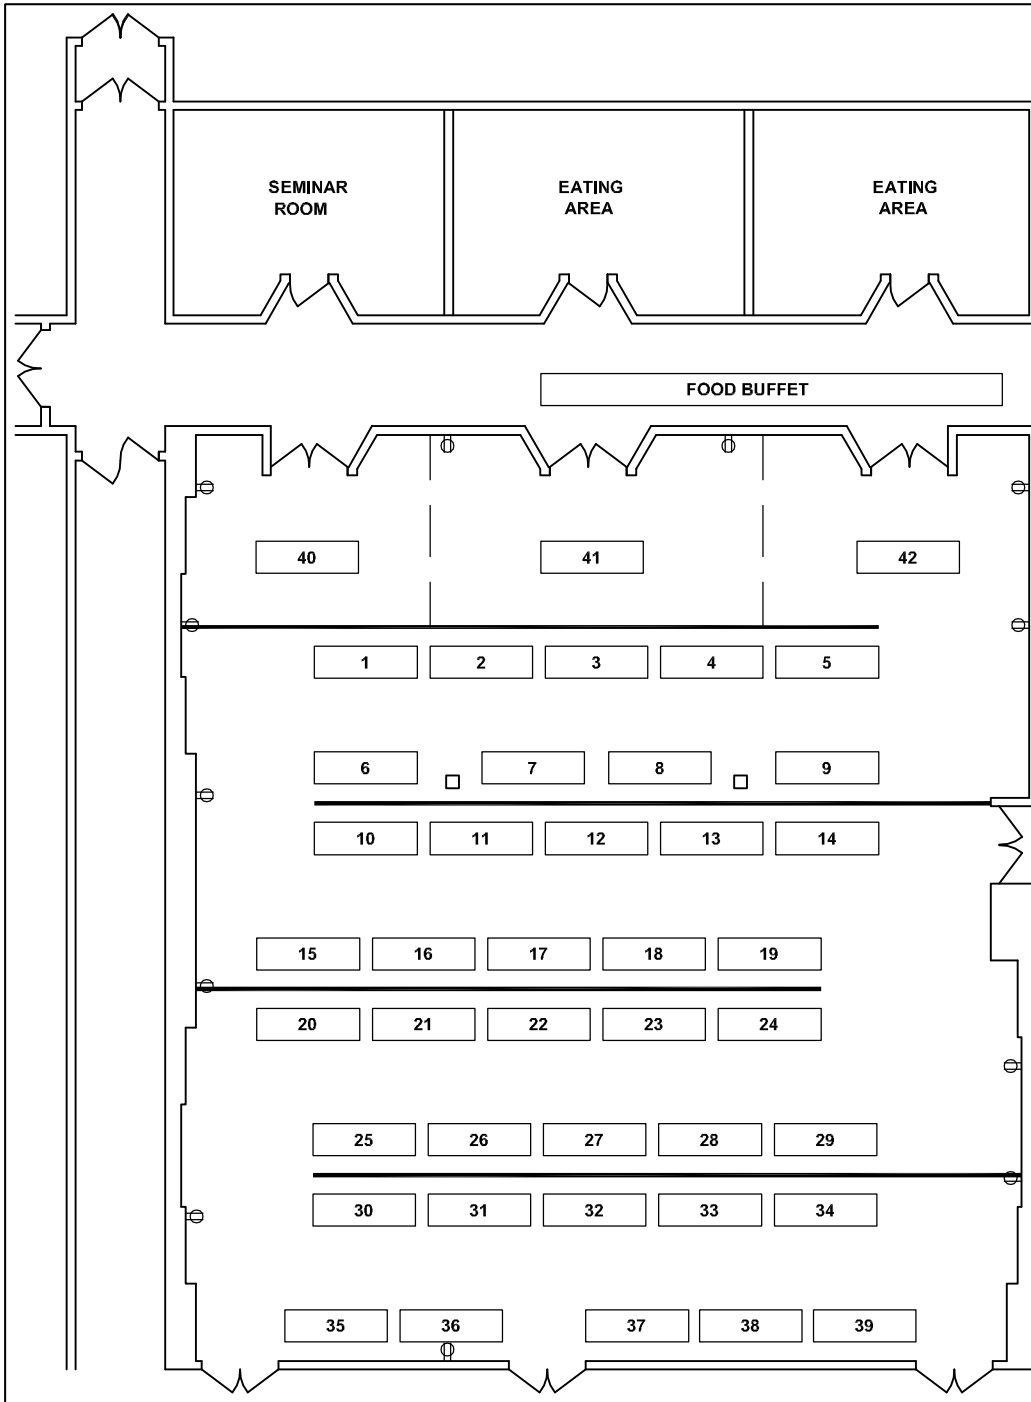 SEMINAR
ROOM
EATING
AREA
EATING
AREA
FOOD BUFFET
40 41 42
1 2 3 4 5
6 7 8 9
10 11 12 13 14
15 16 17 18 19
20 21 22 23 24
25 26 27 28 29
30 31 32 33 34
35 36 37 38 39